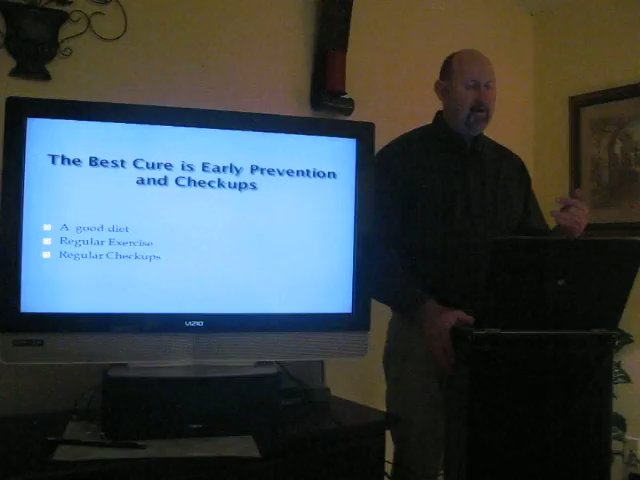 The Best Cure is Early Prevention
and Checkups
A good diet
Regular Exercise
Regular Checkups
VIZIO